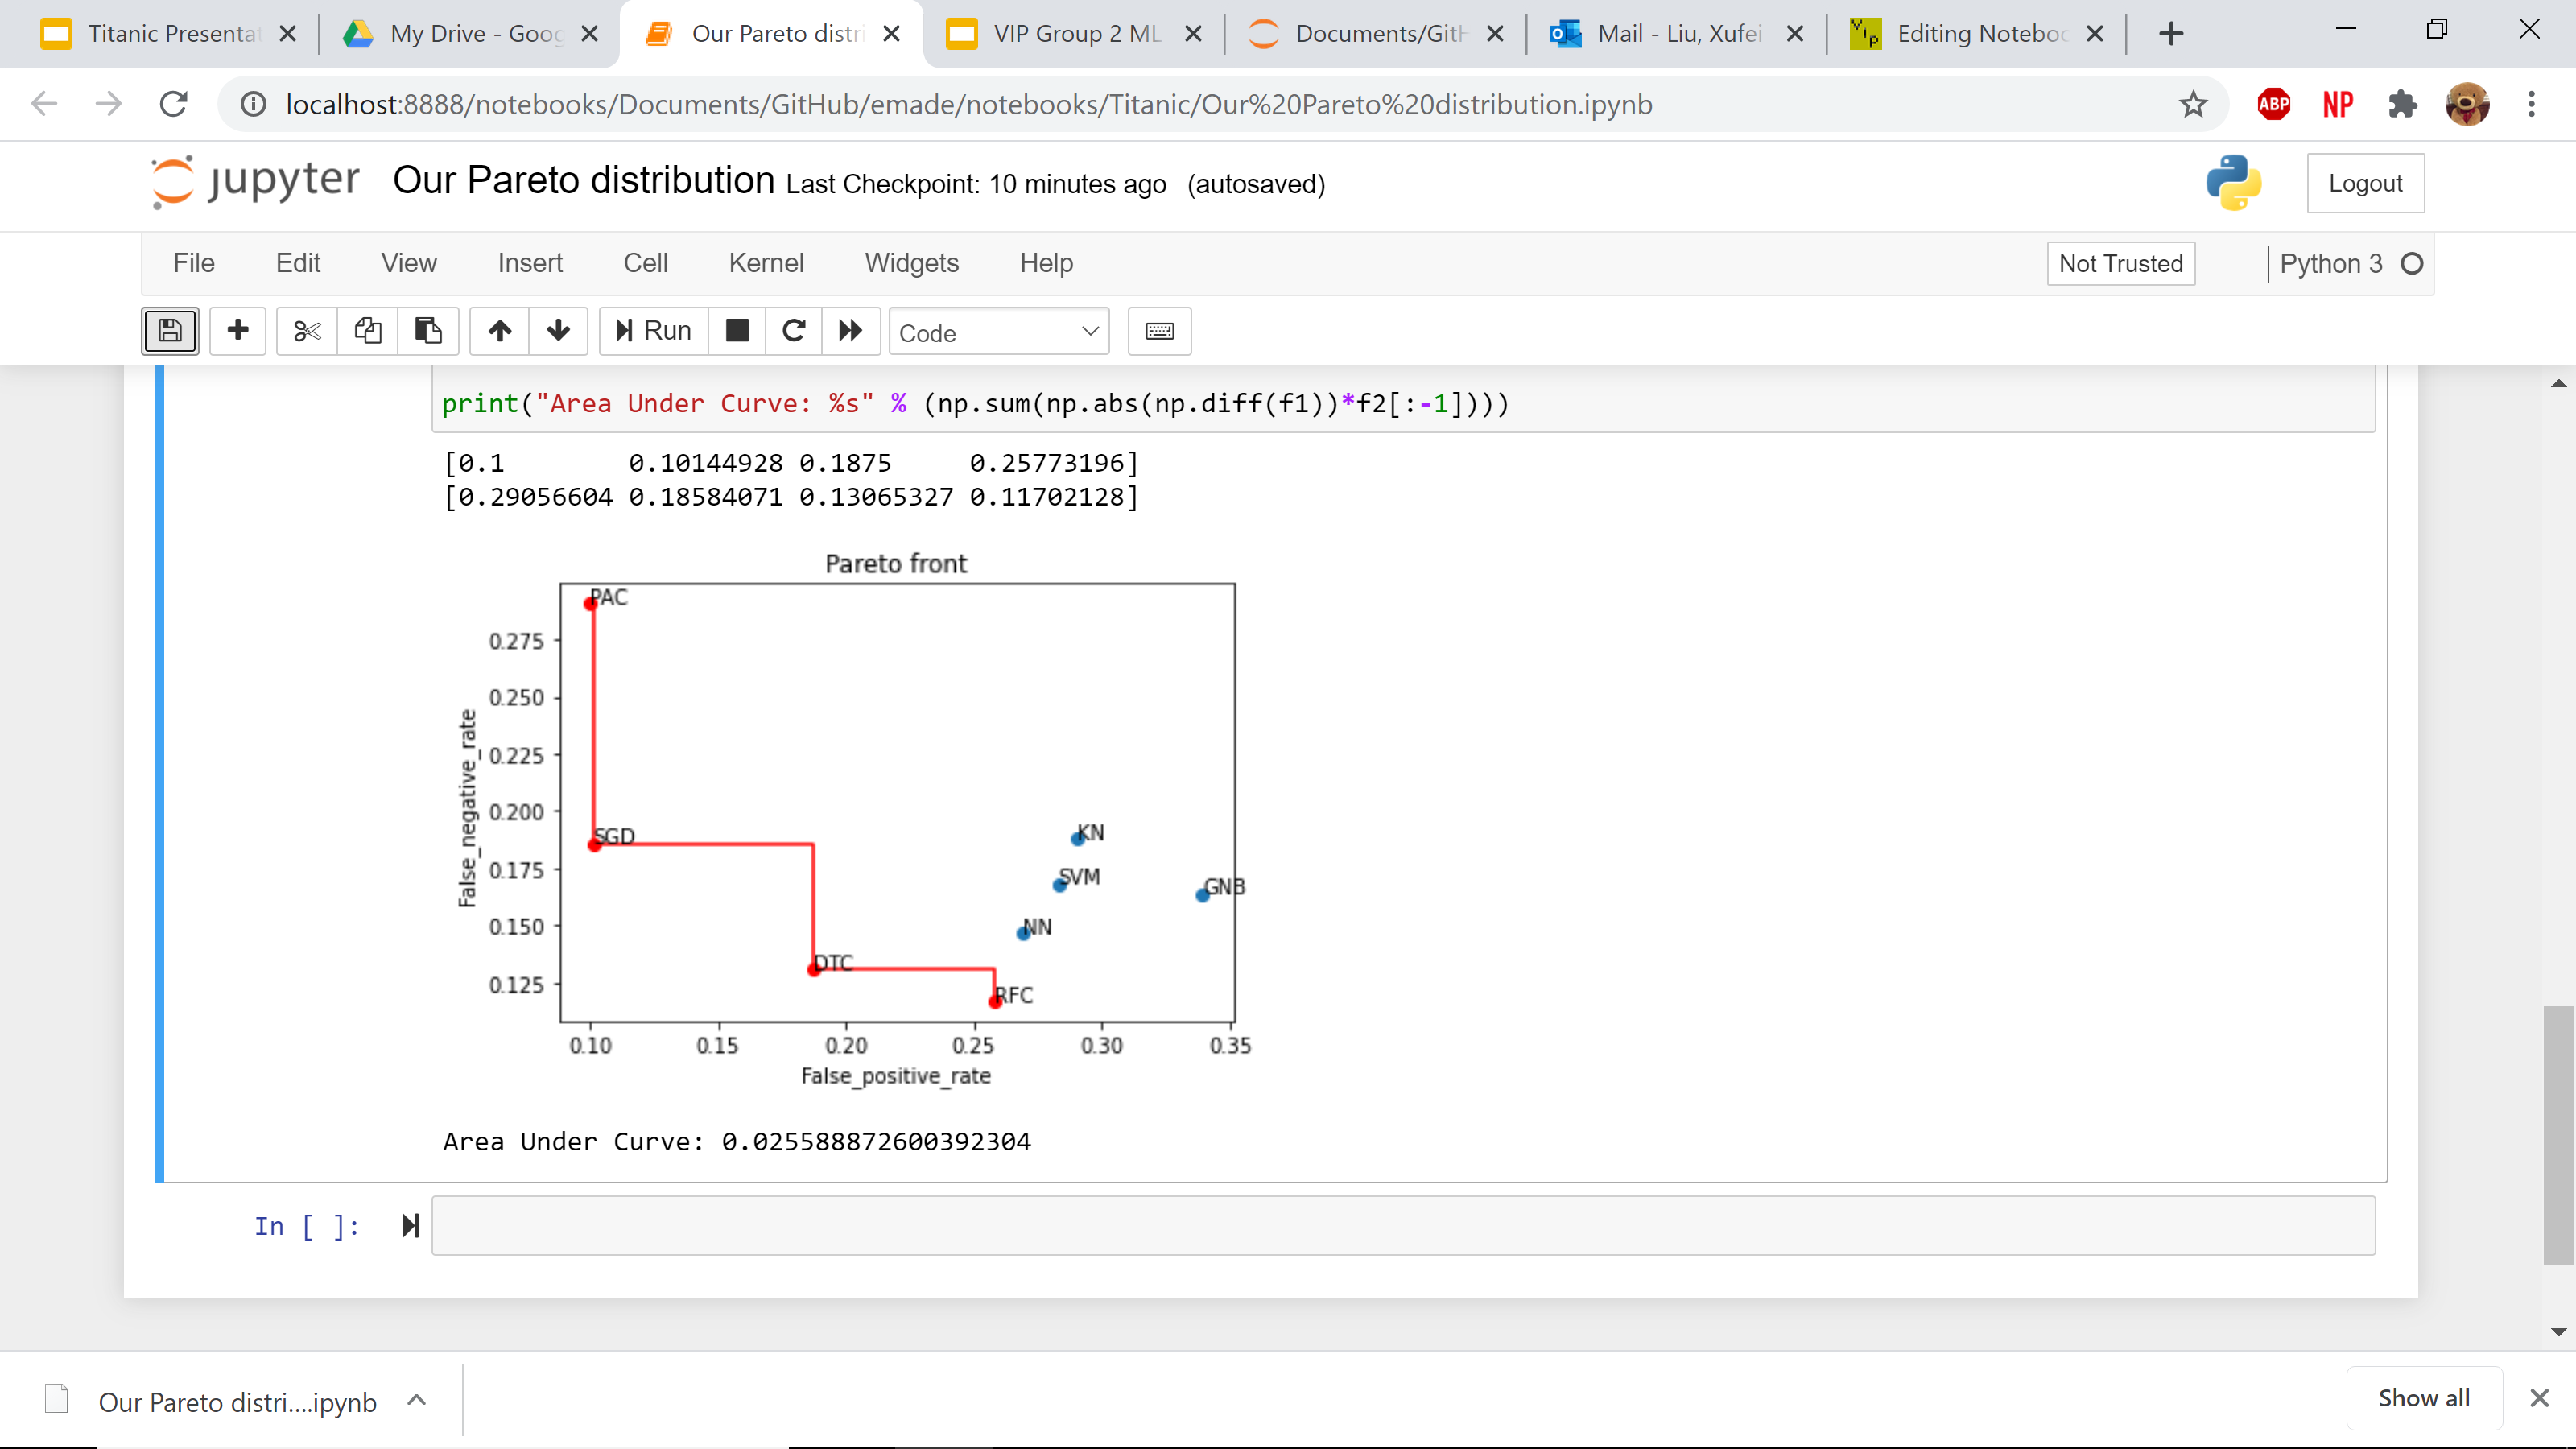 Titanic Presentat
My Drive - Goog
Our Pareto distri
VIP Group 2 ML
Documents/GitH
Mail - Liu, Xufei
Editing Noteboo
localhost:8888/notebooks/Documents/GitHub/emade/notebooks/Titanic/Our%20Pareto%20distribution.ipynb
ABP
NP
jupyter Our Pareto distribution Last Checkpoint: 10 minutes ago (autosaved)
Logout
File Edit View Insert Cell Kernel Widgets Help
Not Trusted
Python 3
Run
Code
print("Area Under Curve: %s" % (np.sum(np.abs(np.diff(f1))*f2[:-1])))
[0.1 0.10144928 0.1875 0.25773196]
[0.29056604 0.18584071 0.13065327 0.11702128]
Pareto front
PAC
0.275
0.250
0.225
0.200
0.175
0.150
0.125
False_negative_rate
SGD
KN
SVM
GNB
NN
DTC
RFC
0.10 0.15 0.20 0.25 0.30 0.35
False_positive_rate
Area Under Curve: 0.025588872600392304
In [ ]:
Our Pareto distri....ipynb
Show all